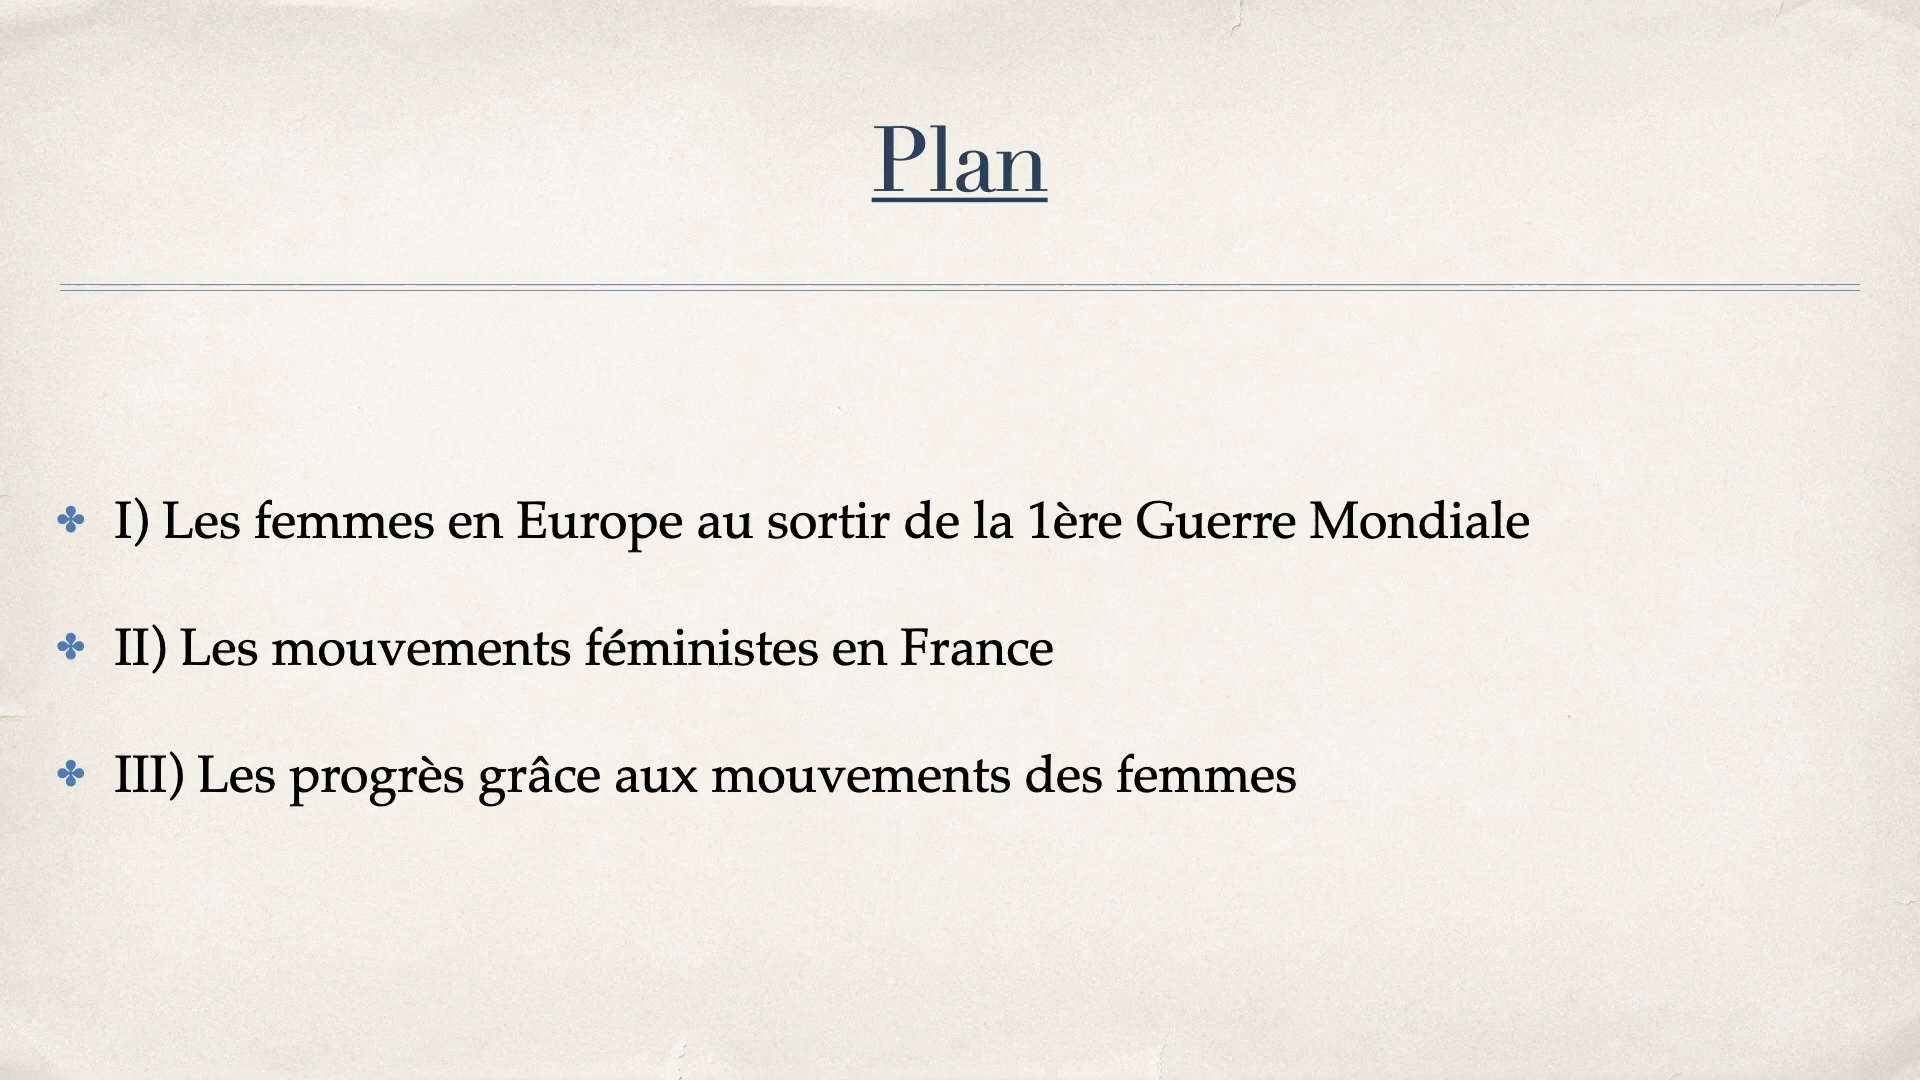 Plan
I) Les femmes en Europe au sortir de la 1ère Guerre Mondiale
II) Les mouvements féministes en France
III) Les progrès grâce aux mouvements des femmes